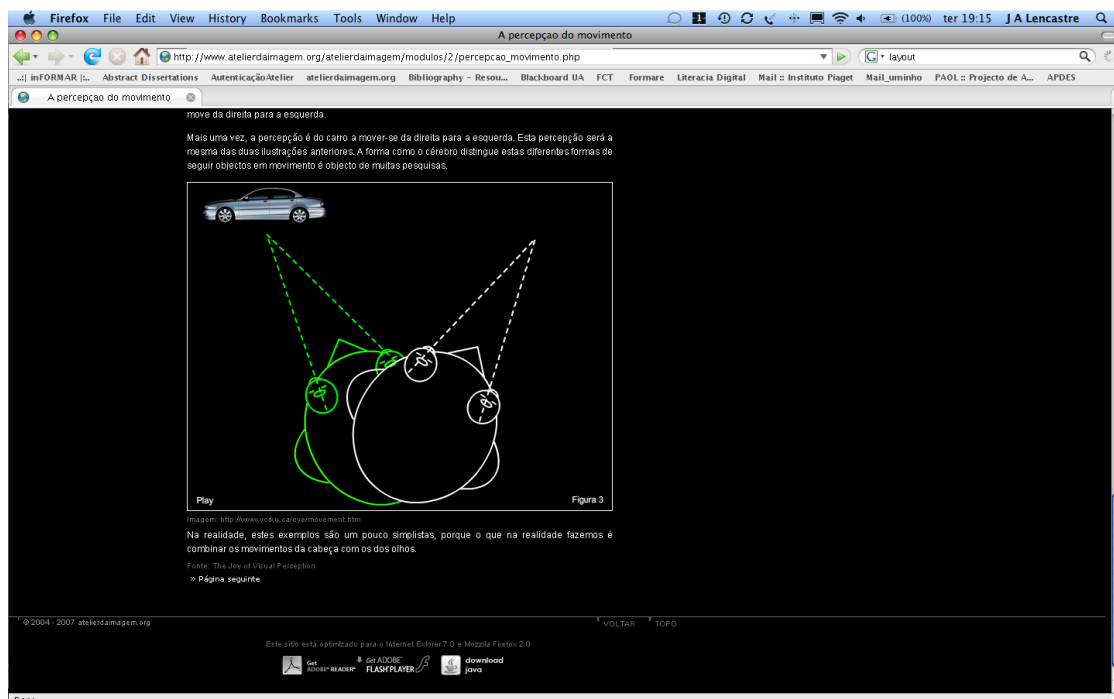 Firefox File Edit View History Bookmarks Tools Window Help
1 (100%) ter 19:15 J A Lencastre
A percepçao do movimento
http://www.atelierdaimagem.org/atelierdaimagem/modulos/2/percepcao_movimento.php
G layout
..:| inFORMAR |:.. Abstract Dissertations AutenticaçãoAtelier atelierdaimagem.org Bibliography – Resou... Blackboard UA FCT Formare Literacia Digital Mail :: Instituto Piaget Mail_uminho PAOL :: Projecto de A... APDES
A percepçao do movimento
move da direita para a esquerda.
Mais uma vez, a percepção é do carro a mover-se da direita para a esquerda. Esta percepção será a
mesma das duas ilustrações anteriores. A forma como o cérebro distingue estas diferentes formas de
seguir objectos em movimento é objecto de muitas pesquisas.
Play Figura 3
Imagem: http://www.yorku.ca/eye/movement.htm
Na realidade, estes exemplos são um pouco simplistas, porque o que na realidade fazemos é
combinar os movimentos da cabeça com os dos olhos.
Fonte: The Joy of Visual Perception
» Página seguinte
© 2004 - 2007 atelierdaimagem.org VOLTAR TOPO
Este sítio está optimizado para o Internet Exlorer 7.0 e Mozzila Firefox 2.0
Get ADOBE® READER® Get ADOBE® FLASH® PLAYER download java